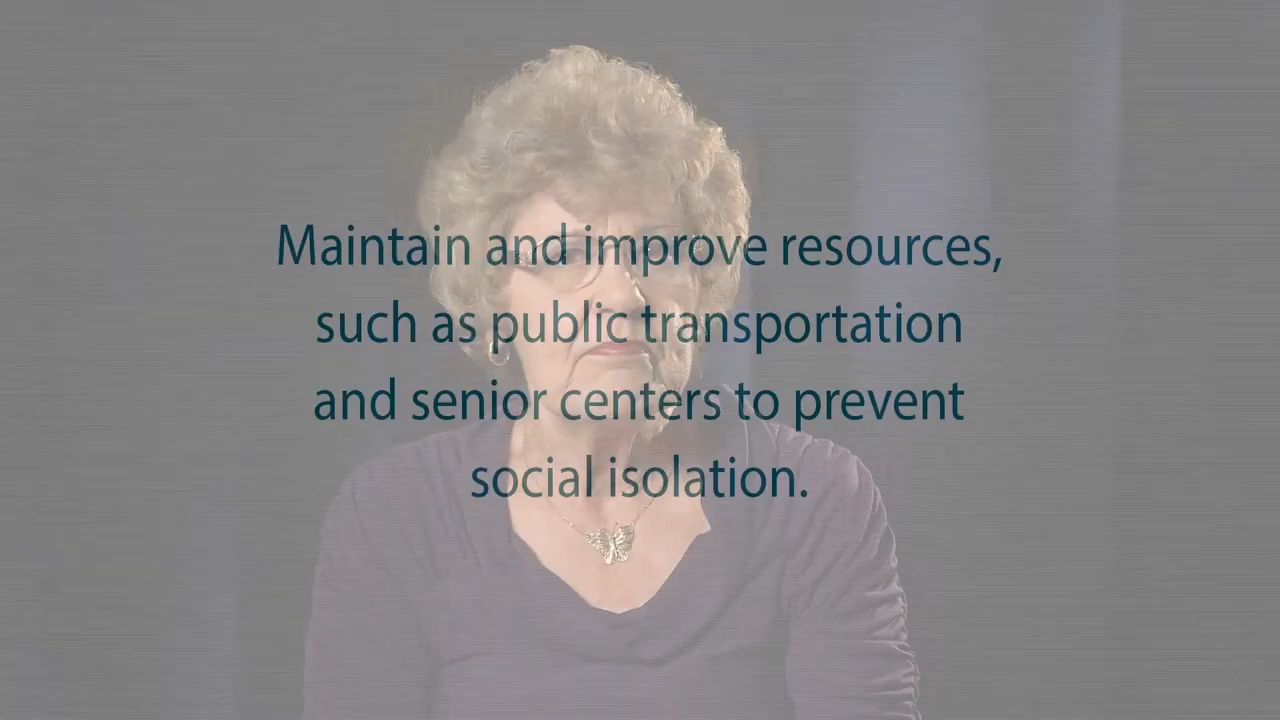 Maintain and improve resources,
such as public transportation
and senior centers to prevent
social isolation.